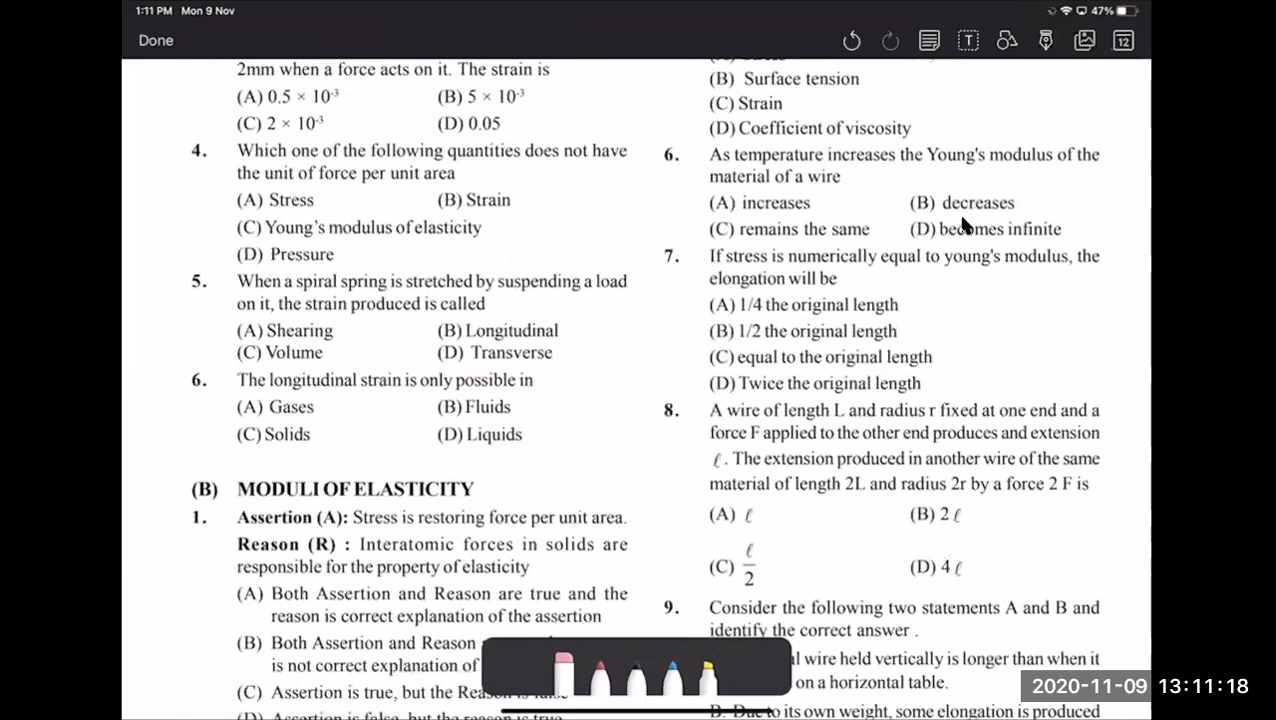 1:11 PM Mon 9 Nov
47%
Done
T
12
2mm when a force acts on it. The strain is
(A) 0.5 × 10⁻³ (B) 5 × 10⁻³
(C) 2 × 10⁻³ (D) 0.05
4. Which one of the following quantities does not have
the unit of force per unit area
(A) Stress (B) Strain
(C) Young's modulus of elasticity
(D) Pressure
5. When a spiral spring is stretched by suspending a load
on it, the strain produced is called
(A) Shearing (B) Longitudinal
(C) Volume (D) Transverse
6. The longitudinal strain is only possible in
(A) Gases (B) Fluids
(C) Solids (D) Liquids
(B) MODULI OF ELASTICITY
1. Assertion (A): Stress is restoring force per unit area.
Reason (R) : Interatomic forces in solids are
responsible for the property of elasticity
(A) Both Assertion and Reason are true and the
reason is correct explanation of the assertion
(B) Both Assertion and Reason
is not correct explanation of
(C) Assertion is true, but the Reason is false
(D) Assertion is false, but the reason is true
(B) Surface tension
(C) Strain
(D) Coefficient of viscosity
6. As temperature increases the Young's modulus of the
material of a wire
(A) increases (B) decreases
(C) remains the same (D) becomes infinite
7. If stress is numerically equal to young's modulus, the
elongation will be
(A) 1/4 the original length
(B) 1/2 the original length
(C) equal to the original length
(D) Twice the original length
8. A wire of length L and radius r fixed at one end and a
force F applied to the other end produces and extension
ℓ. The extension produced in another wire of the same
material of length 2L and radius 2r by a force 2 F is
(A) ℓ (B) 2 ℓ
(C) ℓ/2 (D) 4 ℓ
9. Consider the following two statements A and B and
identify the correct answer .
wire held vertically is longer than when it
on a horizontal table.
B. Due to its own weight, some elongation is produced
2020-11-09 13:11:18